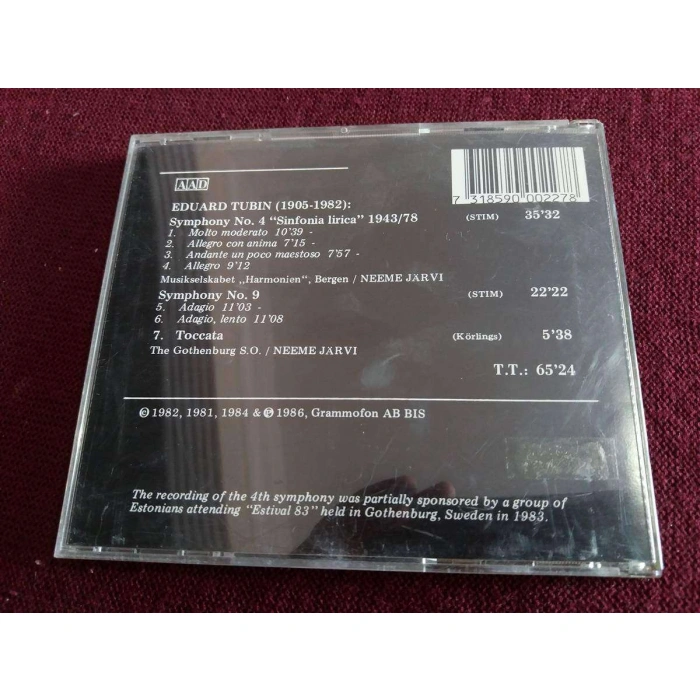 AAD
7 318590 002278
EDUARD TUBIN (1905-1982):
Symphony No. 4 "Sinfonia lirica" 1943/78 (STIM) 35'32
1. Molto moderato 10'39 -
2. Allegro con anima 7'15 -
3. Andante un poco maestoso 7'57 -
4. Allegro 9'12
Musikselskabet „Harmonien", Bergen / NEEME JÄRVI
Symphony No. 9 (STIM) 22'22
5. Adagio 11'03 -
6. Adagio, lento 11'08
7. Toccata (Körlings) 5'38
The Gothenburg S.O. / NEEME JÄRVI
T.T.: 65'24
© 1982, 1981, 1984 & ℗ 1986, Grammofon AB BIS
The recording of the 4th symphony was partially sponsored by a group of
Estonians attending "Estival 83" held in Gothenburg, Sweden in 1983.